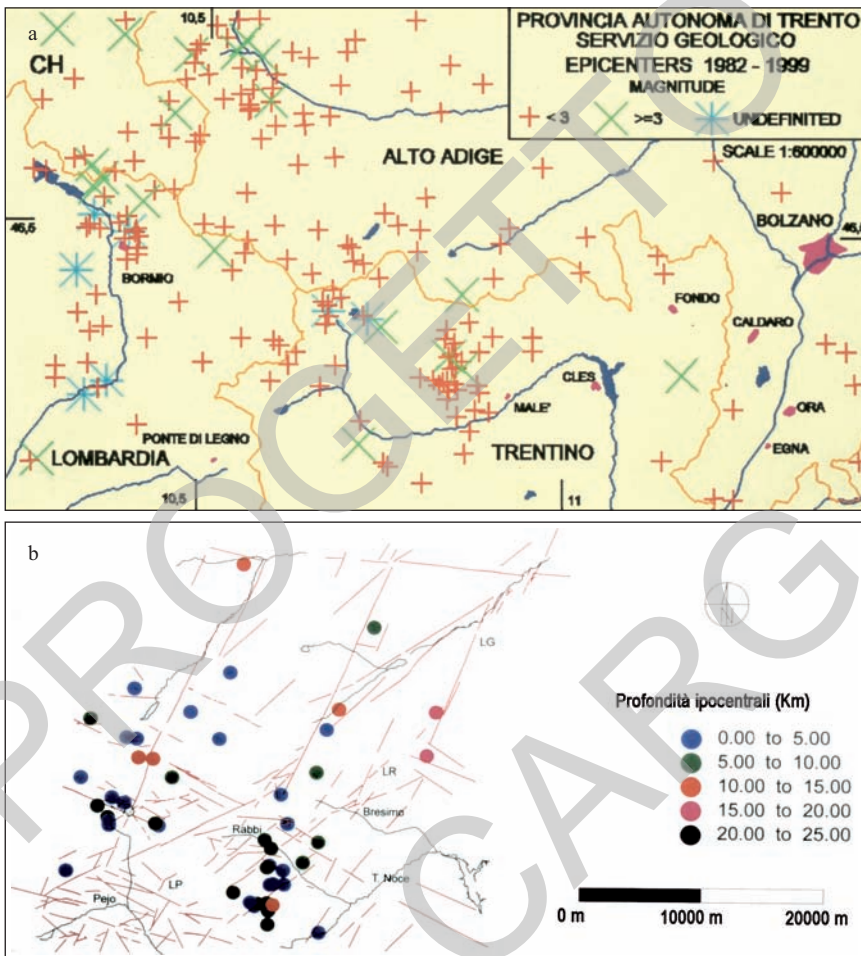 a
10,5
CH
PROVINCIA AUTONOMA DI TRENTO
SERVIZIO GEOLOGICO
EPICENTERS 1982 - 1999
MAGNITUDE
< 3
>=3
UNDEFINITED
SCALE 1:600000
ALTO ADIGE
BOLZANO
46,5
46,5
BORMIO
FONDO
CALDARO
CLES
MALE'
ORA
PONTE DI LEGNO
LOMBARDIA
TRENTINO
EGNA
10,5
11
b
N
LG
Profondità ipocentrali (Km)
0.00 to 5.00
5.00 to 10.00
10.00 to 15.00
15.00 to 20.00
20.00 to 25.00
LR
Bresimo
Rabbi
LP
T. Noce
Pejo
0 m
10000 m
20000 m
PROGETTO
CARG